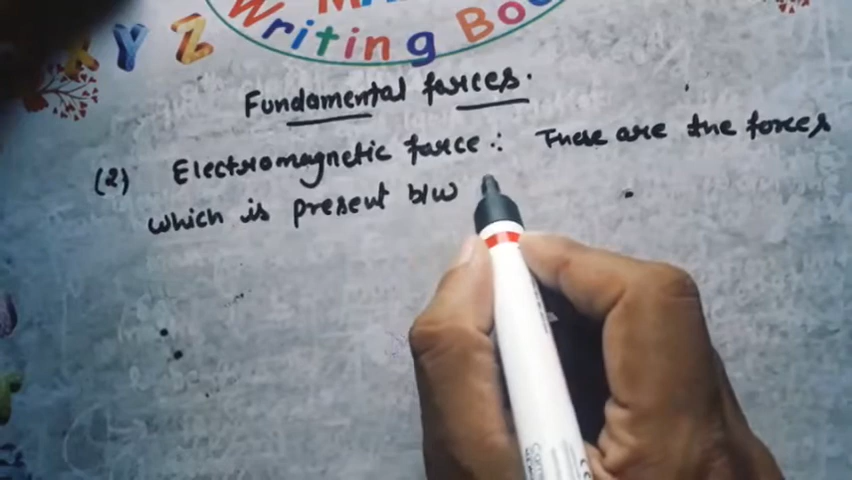 Y Z Writing Boo
Fundamental forces.
(2) Electromagnetic force :- These are the forces
which is present b/w